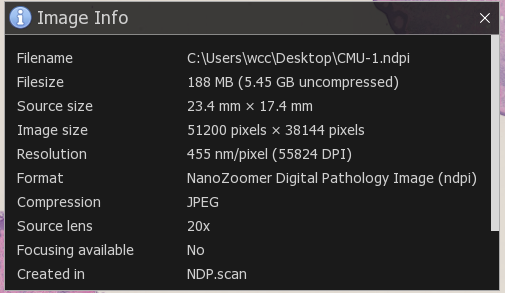 Image Info
Filename C:\Users\wcc\Desktop\CMU-1.ndpi
Filesize 188 MB (5.45 GB uncompressed)
Source size 23.4 mm × 17.4 mm
Image size 51200 pixels × 38144 pixels
Resolution 455 nm/pixel (55824 DPI)
Format NanoZoomer Digital Pathology Image (ndpi)
Compression JPEG
Source lens 20x
Focusing available No
Created in NDP.scan